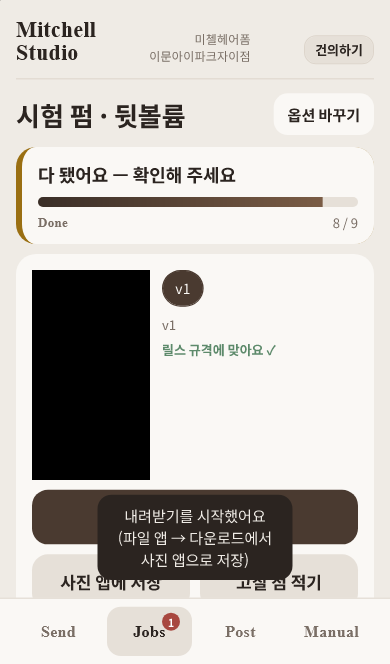 Mitchell
Studio
미젤헤어폼
이문아이파크자이점
건의하기
시험 펌 · 뒷볼륨
옵션 바꾸기
다 됐어요 — 확인해 주세요
Done
8 / 9
v1
v1
릴스 규격에 맞아요 ✓
내려받기를 시작했어요
(파일 앱 → 다운로드에서
사진 앱으로 저장)
사진 앱에 저장
고칠 점 적기
Send
Jobs
1
Post
Manual